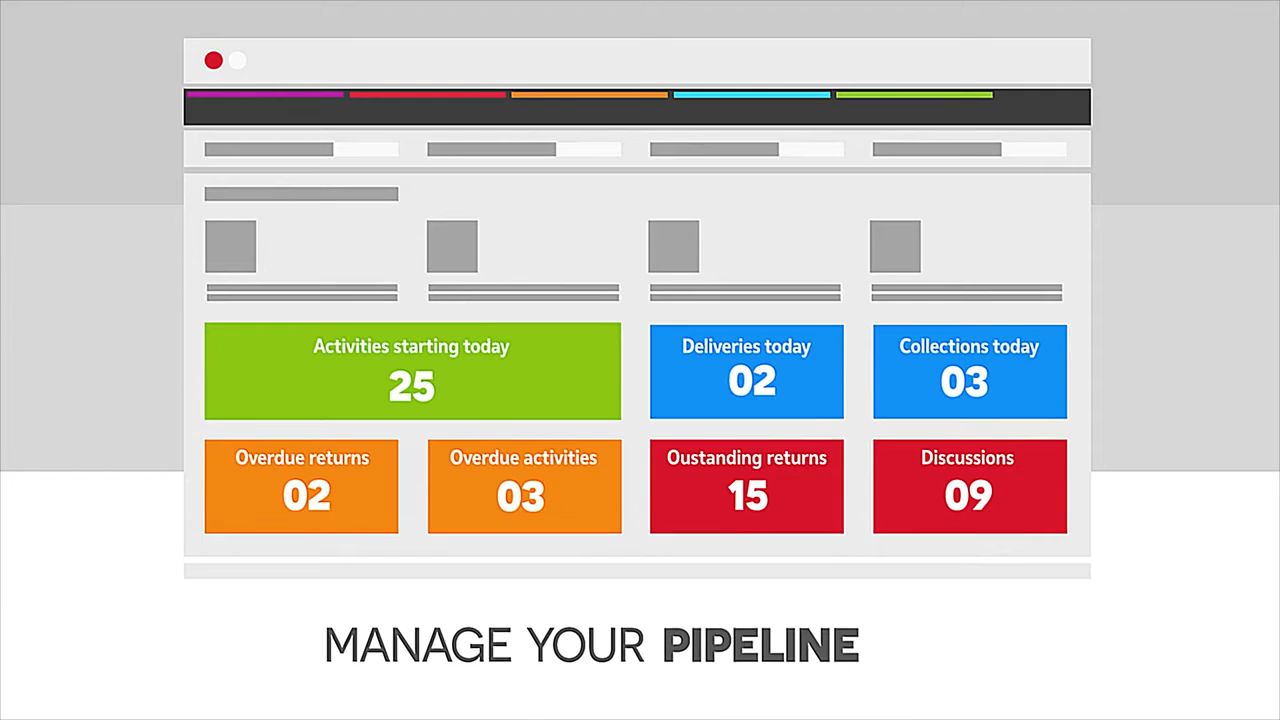 Activities starting today
25
Deliveries today
02
Collections today
03
Overdue returns
02
Overdue activities
03
Oustanding returns
15
Discussions
09
MANAGE YOUR PIPELINE